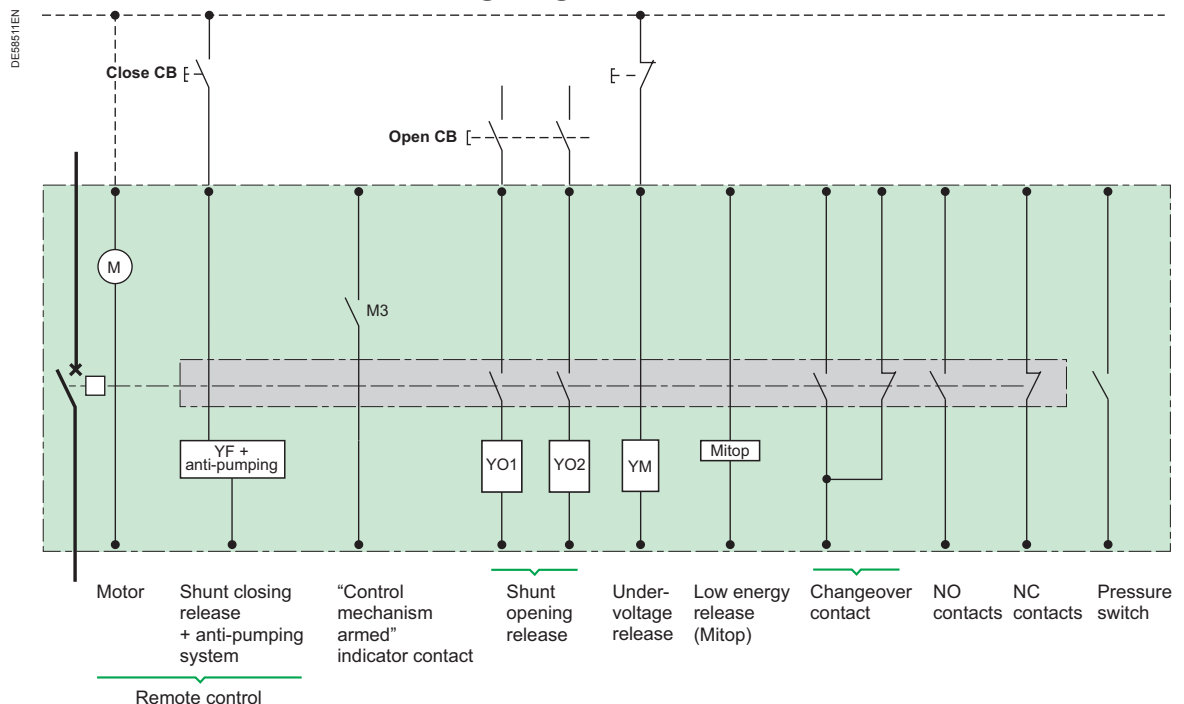 DE58511EN
Close CB
Open CB
M
M3
YF +
anti-pumping
YO1
YO2
YM
Mitop
Motor
Shunt closing
release
+ anti-pumping
system
“Control
mechanism
armed”
indicator contact
Shunt
opening
release
Under-
voltage
release
Low energy
release
(Mitop)
Changeover
contact
NO
contacts
NC
contacts
Pressure
switch
Remote control